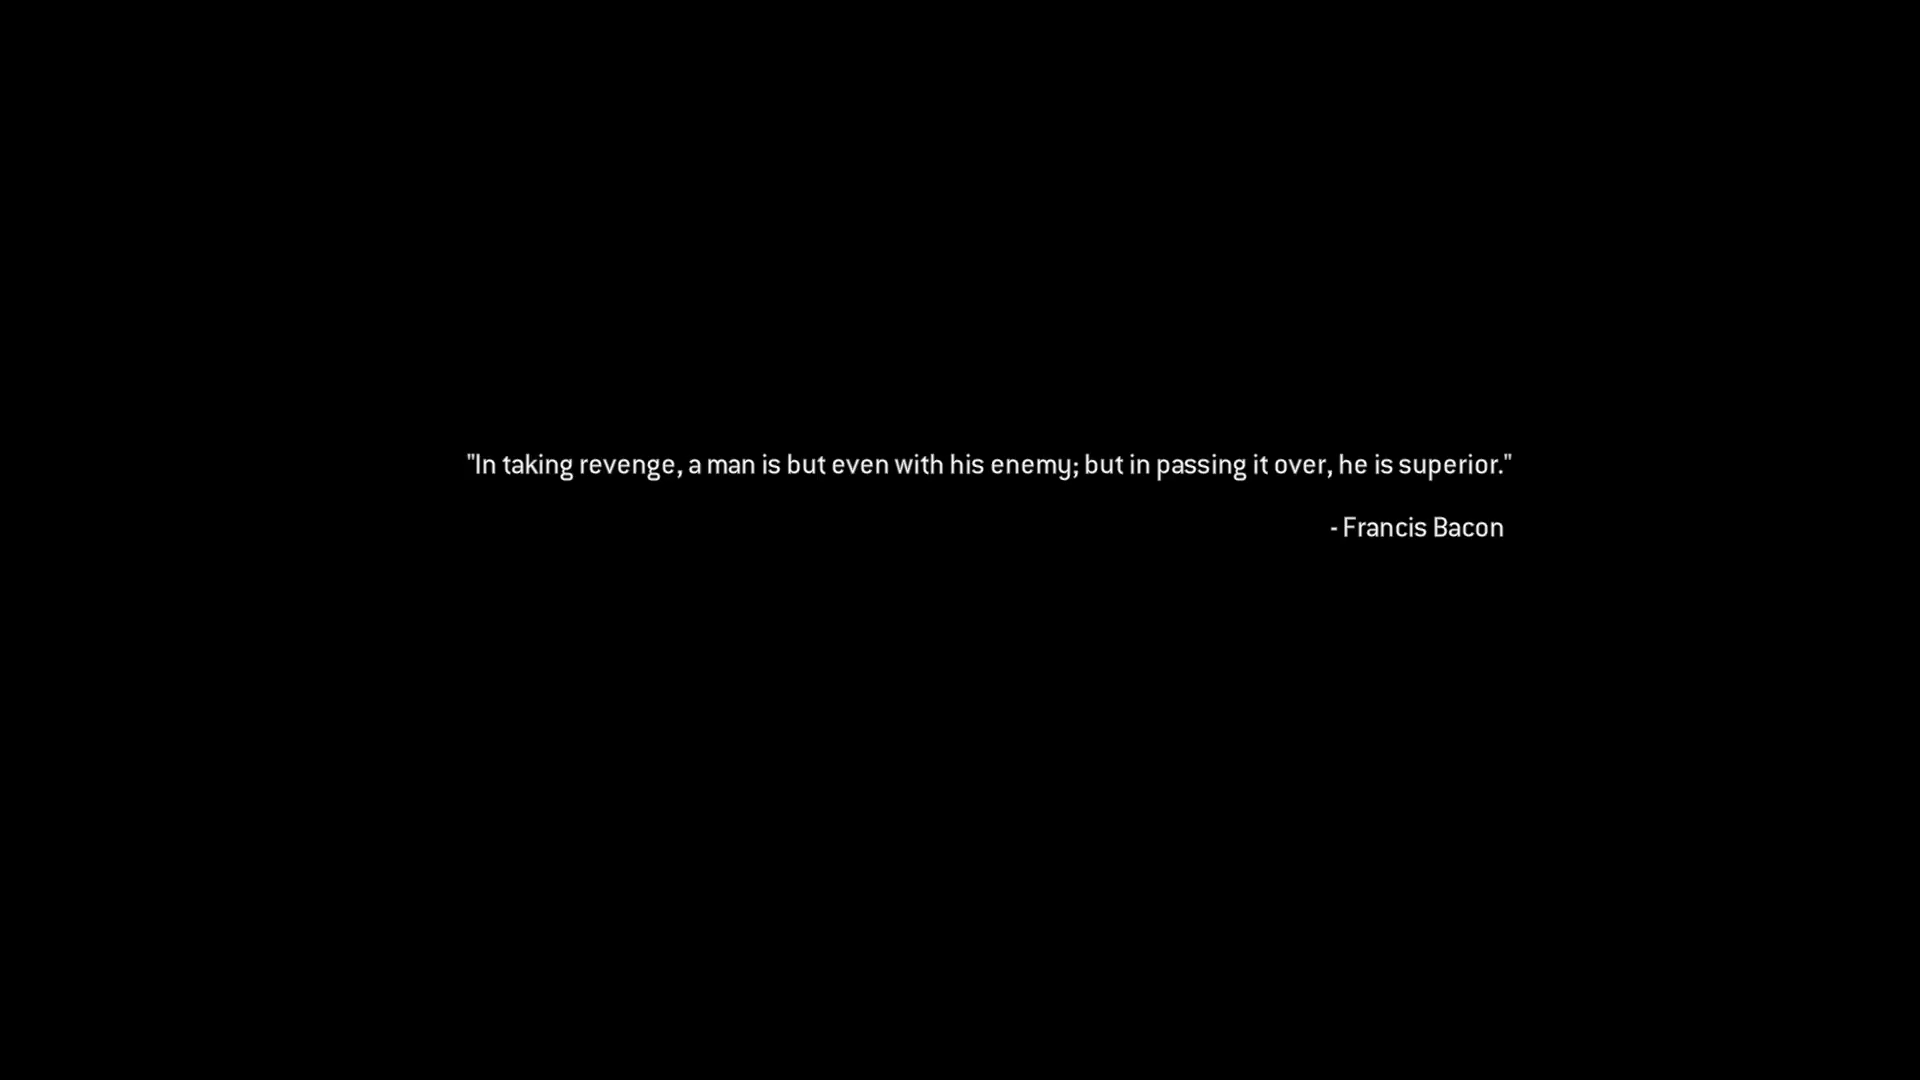 "In taking revenge, a man is but even with his enemy; but in passing it over, he is superior."
- Francis Bacon